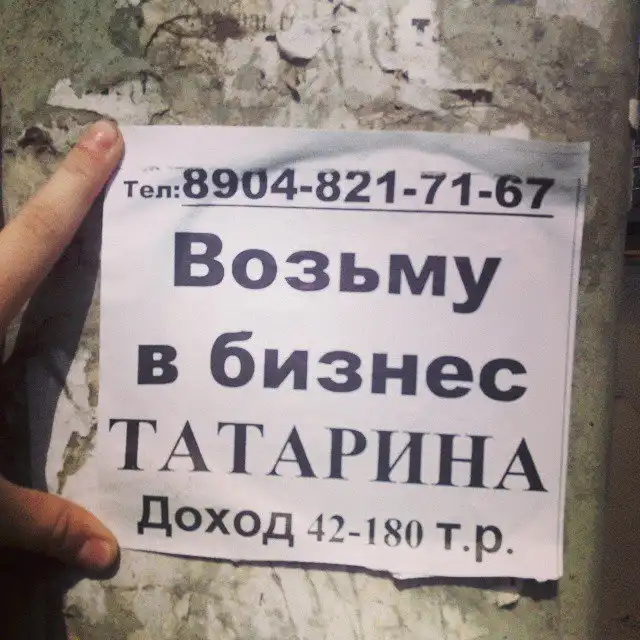 Тел:8904-821-71-67
Возьму
в бизнес
ТАТАРИНА
Доход 42-180 т.р.